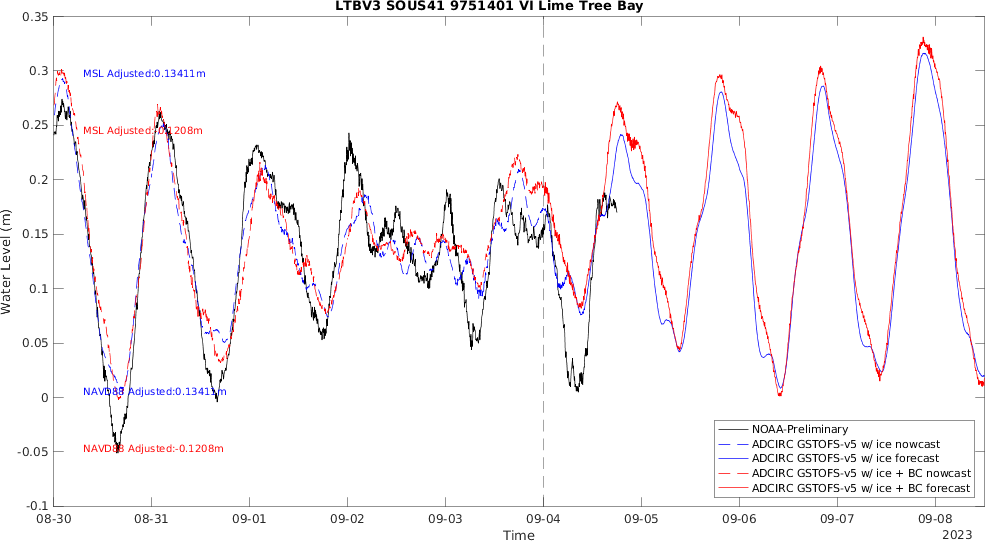 LTBV3 SOUS41 9751401 VI Lime Tree Bay
0.35
0.3
0.25
0.2
0.15
0.1
0.05
0
-0.05
-0.1
Water Level (m)
MSL Adjusted:0.13411m
MSL Adjusted:-0.1208m
NAVD88 Adjusted:0.13411m
NAVD88 Adjusted:-0.1208m
NOAA-Preliminary
ADCIRC GSTOFS-v5 w/ ice nowcast
ADCIRC GSTOFS-v5 w/ ice forecast
ADCIRC GSTOFS-v5 w/ ice + BC nowcast
ADCIRC GSTOFS-v5 w/ ice + BC forecast
08-30 08-31 09-01 09-02 09-03 09-04 09-05 09-06 09-07 09-08
Time
2023